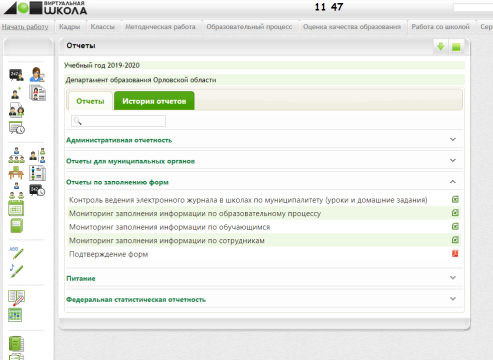 ВИРТУАЛЬНАЯ
ШКОЛА
11 47
Начать работу Кадры Классы Методическая работа Образовательный процесс Оценка качества образования Работа со школой Сер
Отчеты
Учебный год 2019-2020
Департамент образования Орловской области
Отчеты История отчетов
Административная отчетность
Отчеты для муниципальных органов
Отчеты по заполнению форм
Контроль ведения электронного журнала в школах по муниципалитету (уроки и домашние задания)
Мониторинг заполнения информации по образовательному процессу
Мониторинг заполнения информации по обучающимся
Мониторинг заполнения информации по сотрудникам
Подтверждение форм
Питание
Федеральная статистическая отчетность